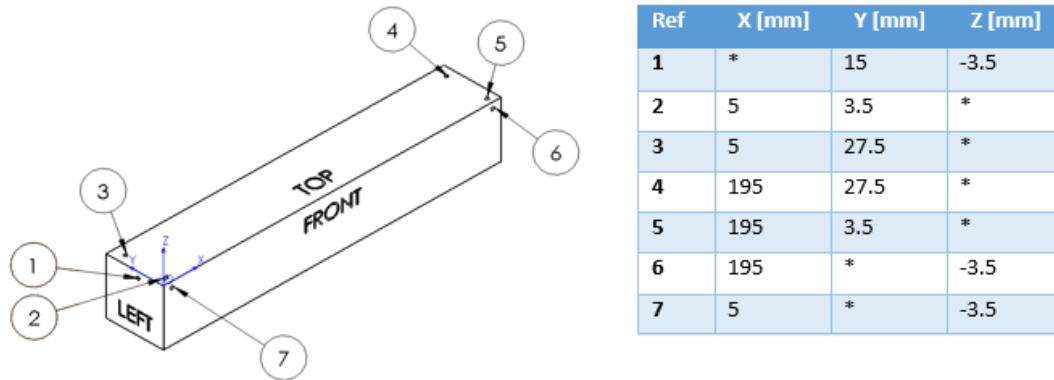 4
5
6
3
1
2
7
TOP
FRONT
LEFT
Z
Y
X
Ref X [mm] Y [mm] Z [mm]
1 * 15 -3.5
2 5 3.5 *
3 5 27.5 *
4 195 27.5 *
5 195 3.5 *
6 195 * -3.5
7 5 * -3.5